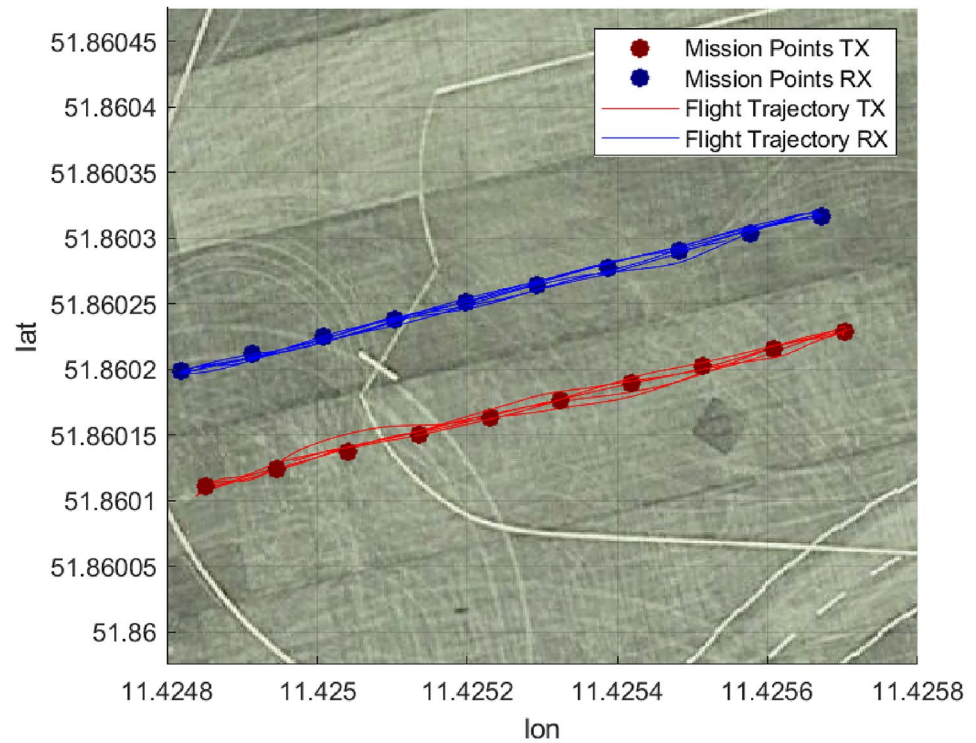 Mission Points TX
Mission Points RX
Flight Trajectory TX
Flight Trajectory RX
51.86045
51.8604
51.86035
51.8603
51.86025
51.8602
51.86015
51.8601
51.86005
51.86
lat
11.4248
11.425
11.4252
11.4254
11.4256
11.4258
lon